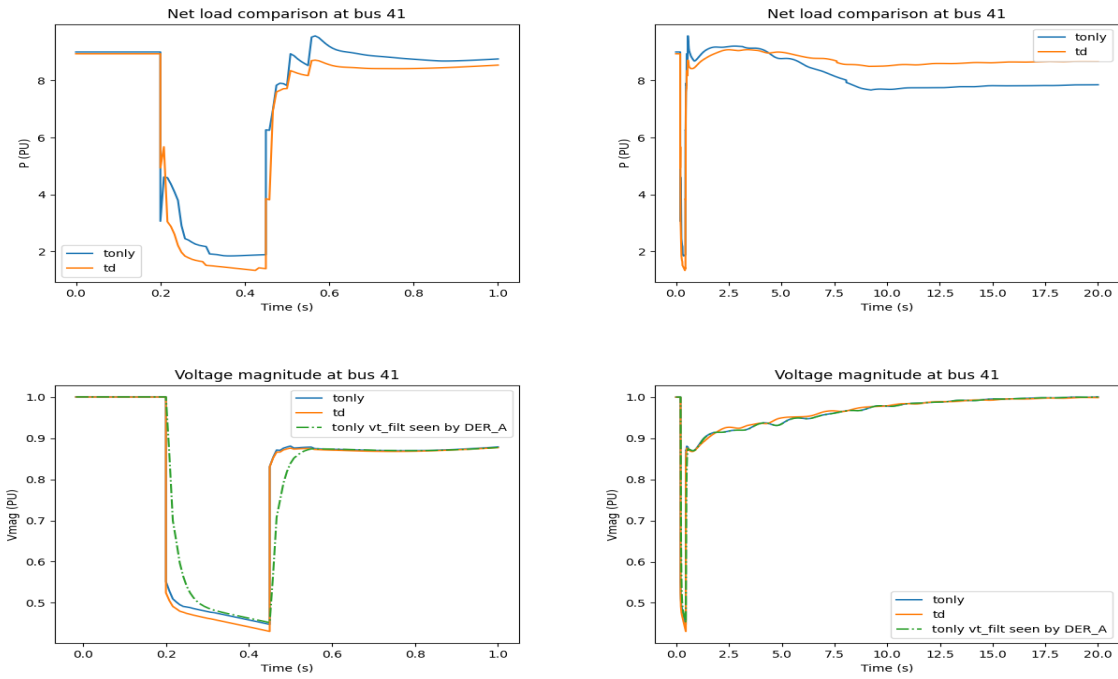 Net load comparison at bus 41
P (PU)
8
6
4
2
tonly
td
0.0 0.2 0.4 0.6 0.8 1.0
Time (s)
Net load comparison at bus 41
P (PU)
8
6
4
2
tonly
td
0.0 2.5 5.0 7.5 10.0 12.5 15.0 17.5 20.0
Time (s)
Voltage magnitude at bus 41
Vmag (PU)
1.0
0.9
0.8
0.7
0.6
0.5
tonly
td
tonly vt_filt seen by DER_A
0.0 0.2 0.4 0.6 0.8 1.0
Time (s)
Voltage magnitude at bus 41
Vmag (PU)
1.0
0.9
0.8
0.7
0.6
0.5
tonly
td
tonly vt_filt seen by DER_A
0.0 2.5 5.0 7.5 10.0 12.5 15.0 17.5 20.0
Time (s)